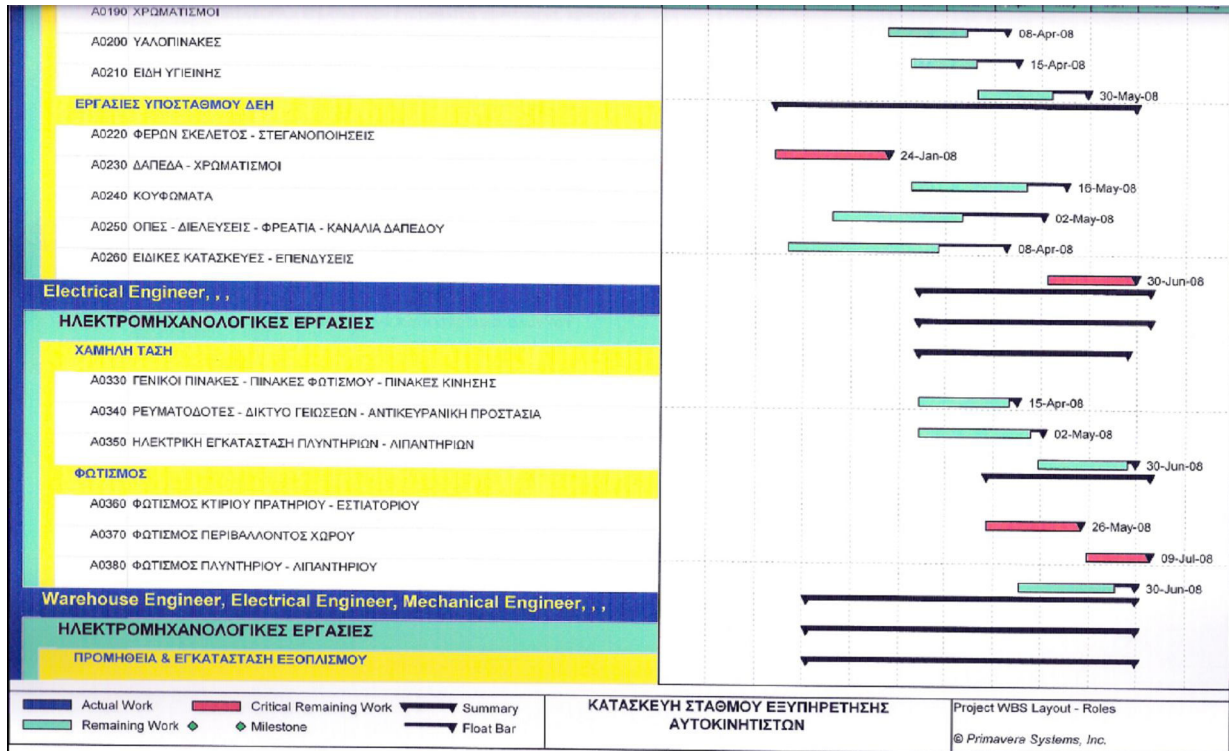 A0190 ΧΡΩΜΑΤΙΣΜΟΙ
08-Apr-08
A0200 ΥΑΛΟΠΙΝΑΚΕΣ
15-Apr-08
A0210 ΕΙΔΗ ΥΓΙΕΙΝΗΣ
30-May-08
ΕΡΓΑΣΙΕΣ ΥΠΟΣΤΑΘΜΟΥ ΔΕΗ
A0220 ΦΕΡΩΝ ΣΚΕΛΕΤΟΣ - ΣΤΕΓΑΝΟΠΟΙΗΣΕΙΣ
24-Jan-08
A0230 ΔΑΠΕΔΑ - ΧΡΩΜΑΤΙΣΜΟΙ
16-May-08
A0240 ΚΟΥΦΩΜΑΤΑ
02-May-08
A0250 ΟΠΕΣ - ΔΙΕΛΕΥΣΕΙΣ - ΦΡΕΑΤΙΑ - ΚΑΝΑΛΙΑ ΔΑΠΕΔΟΥ
08-Apr-08
A0260 ΕΙΔΙΚΕΣ ΚΑΤΑΣΚΕΥΕΣ - ΕΠΕΝΔΥΣΕΙΣ
30-Jun-08
Electrical Engineer, , ,
ΗΛΕΚΤΡΟΜΗΧΑΝΟΛΟΓΙΚΕΣ ΕΡΓΑΣΙΕΣ
ΧΑΜΗΛΗ ΤΑΣΗ
A0330 ΓΕΝΙΚΟΙ ΠΙΝΑΚΕΣ - ΠΙΝΑΚΕΣ ΦΩΤΙΣΜΟΥ - ΠΙΝΑΚΕΣ ΚΙΝΗΣΗΣ
15-Apr-08
A0340 ΡΕΥΜΑΤΟΔΟΤΕΣ - ΔΙΚΤΥΟ ΓΕΙΩΣΕΩΝ - ΑΝΤΙΚΕΥΡΑΝΙΚΗ ΠΡΟΣΤΑΣΙΑ
02-May-08
A0350 ΗΛΕΚΤΡΙΚΗ ΕΓΚΑΤΑΣΤΑΣΗ ΠΛΥΝΤΗΡΙΩΝ - ΛΙΠΑΝΤΗΡΙΩΝ
30-Jun-08
ΦΩΤΙΣΜΟΣ
A0360 ΦΩΤΙΣΜΟΣ ΚΤΙΡΙΟΥ ΠΡΑΤΗΡΙΟΥ - ΕΣΤΙΑΤΟΡΙΟΥ
26-May-08
A0370 ΦΩΤΙΣΜΟΣ ΠΕΡΙΒΑΛΛΟΝΤΟΣ ΧΩΡΟΥ
09-Jul-08
A0380 ΦΩΤΙΣΜΟΣ ΠΛΥΝΤΗΡΙΟΥ - ΛΙΠΑΝΤΗΡΙΟΥ
30-Jun-08
Warehouse Engineer, Electrical Engineer, Mechanical Engineer, , ,
ΗΛΕΚΤΡΟΜΗΧΑΝΟΛΟΓΙΚΕΣ ΕΡΓΑΣΙΕΣ
ΠΡΟΜΗΘΕΙΑ & ΕΓΚΑΤΑΣΤΑΣΗ ΕΞΟΠΛΙΣΜΟΥ
Actual Work Critical Remaining Work Summary
Remaining Work Milestone Float Bar
ΚΑΤΑΣΚΕΥΗ ΣΤΑΘΜΟΥ ΕΞΥΠΗΡΕΤΗΣΗΣ
ΑΥΤΟΚΙΝΗΤΙΣΤΩΝ
Project WBS Layout - Roles
© Primavera Systems, Inc.